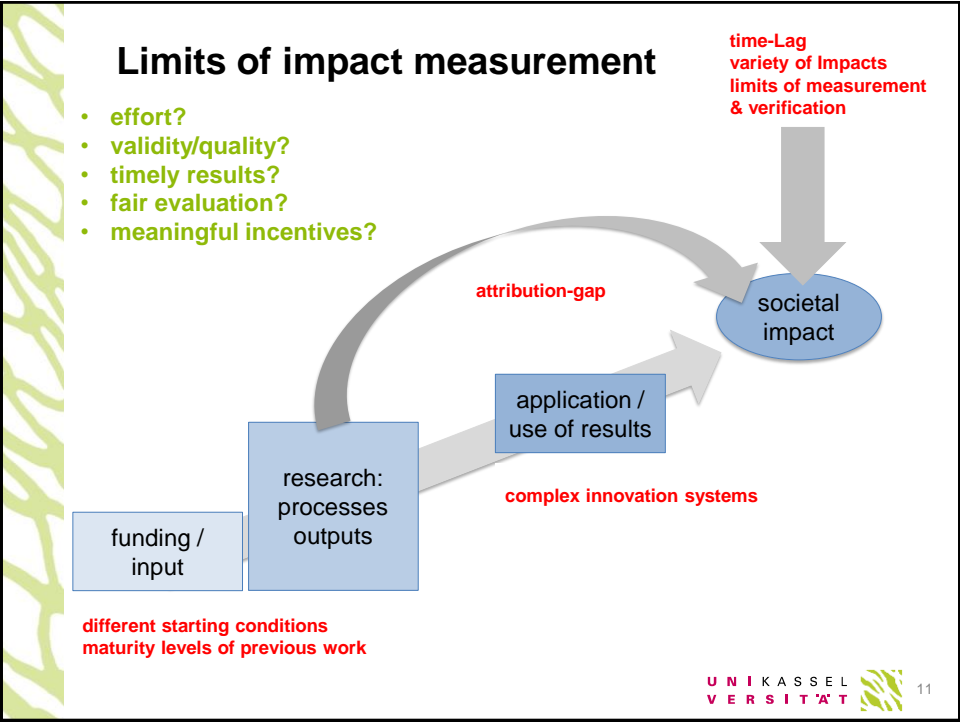 Limits of impact measurement
time-Lag
variety of Impacts
limits of measurement
& verification
• effort?
• validity/quality?
• timely results?
• fair evaluation?
• meaningful incentives?
attribution-gap
societal
impact
application /
use of results
research:
processes
outputs
complex innovation systems
funding /
input
different starting conditions
maturity levels of previous work
UNIKASSEL
VERSITÄT
11